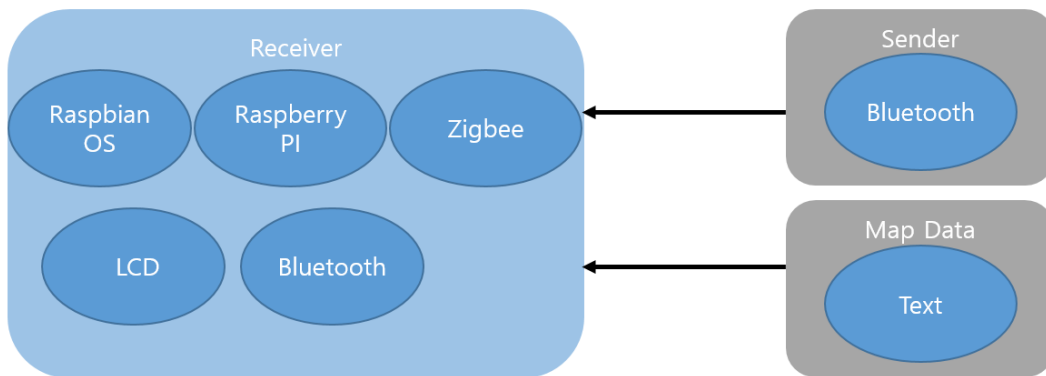 Receiver
Raspbian
OS
Raspberry
PI
Zigbee
LCD
Bluetooth
Sender
Bluetooth
Map Data
Text